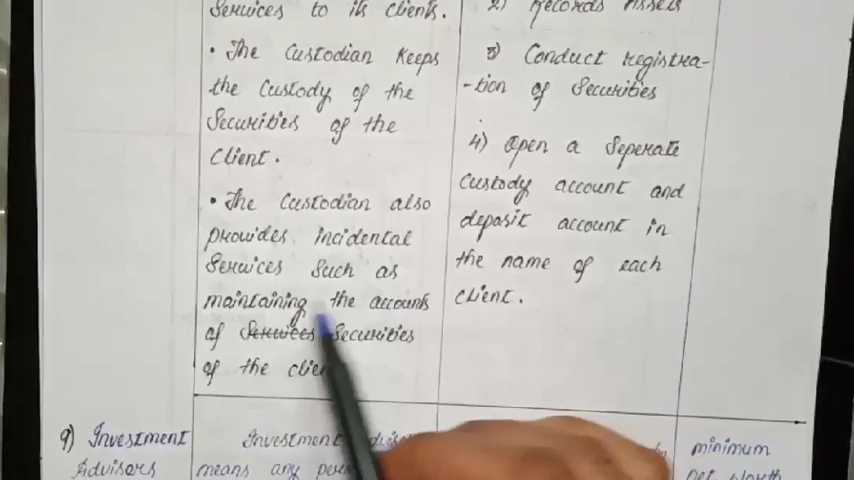 Services to its clients.
• The Custodian Keeps
the Custody of the
Securities of the
Client.
• The Custodian also
provides incidental
Services Such as
maintaining the accounts
of Services Securities
of the
2) Records Assets
3) Conduct registra-
-tion of Securities
4) Open a Seperate
Custody account and
deposit account in
the name of each
client.
9) Investment
Advisors
Investment
means any
minimum